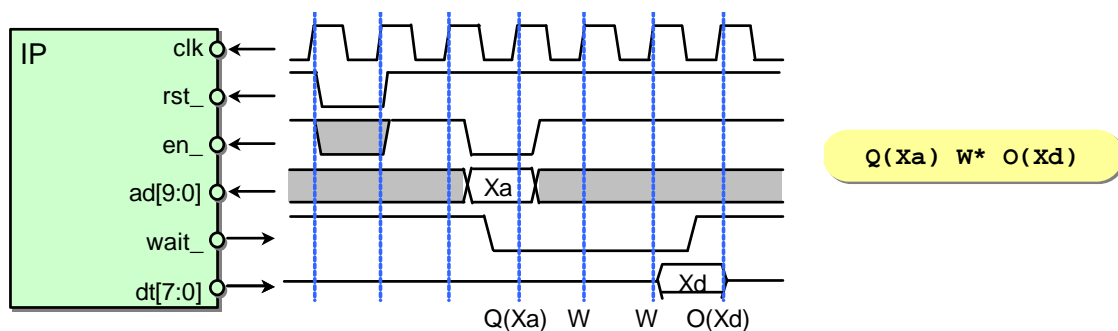 IP
clk
rst_
en_
ad[9:0]
wait_
dt[7:0]
Xa
Xd
Q(Xa) W W O(Xd)
Q(Xa) W* O(Xd)